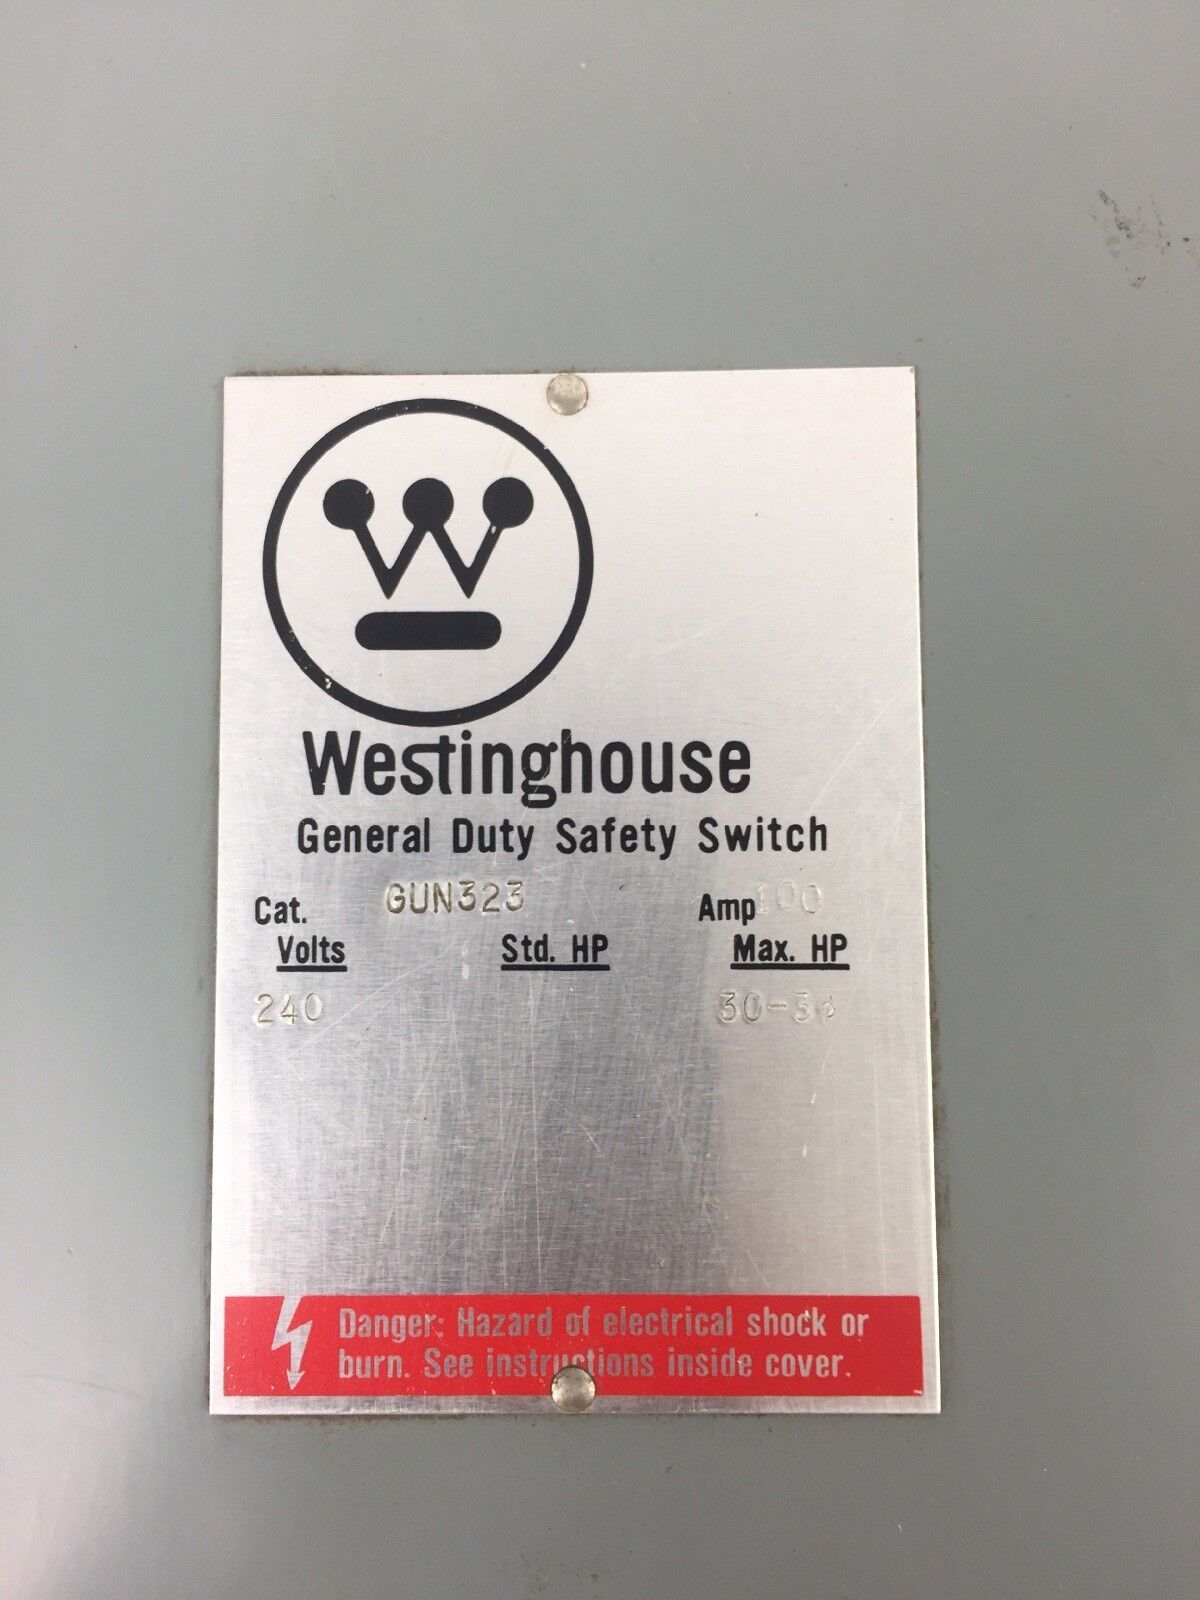 W
Westinghouse
General Duty Safety Switch
Cat. GUN323 Amp 100
Volts Std. HP Max. HP
240 30-3ø
Danger: Hazard of electrical shock or
burn. See instructions inside cover.